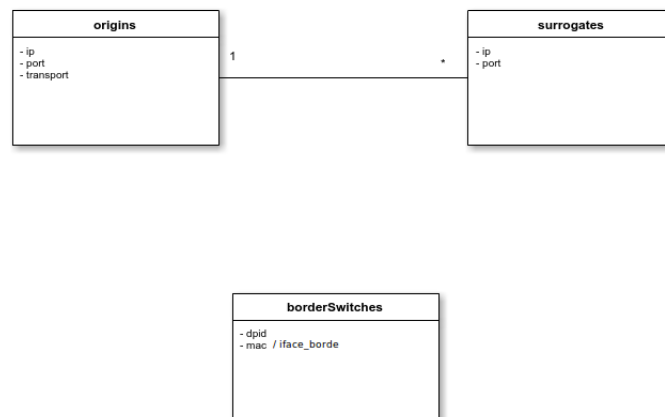 origins
- ip
- port
- transport
1
*
surrogates
- ip
- port
borderSwitches
- dpid
- mac / iface_borde